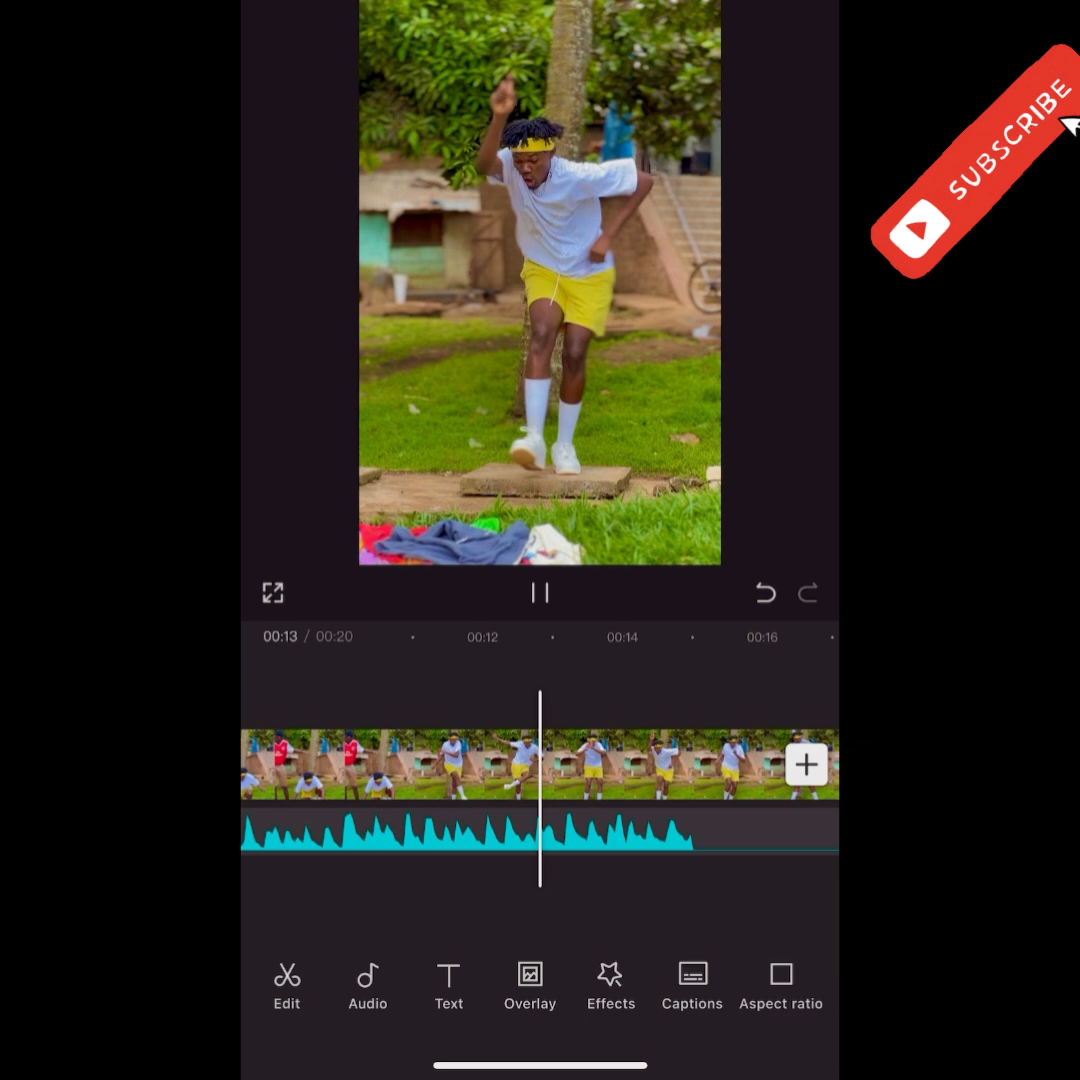 SUBSCRIBE
00:13 / 00:20
00:12
00:14
00:16
Edit
Audio
Text
Overlay
Effects
Captions
Aspect ratio